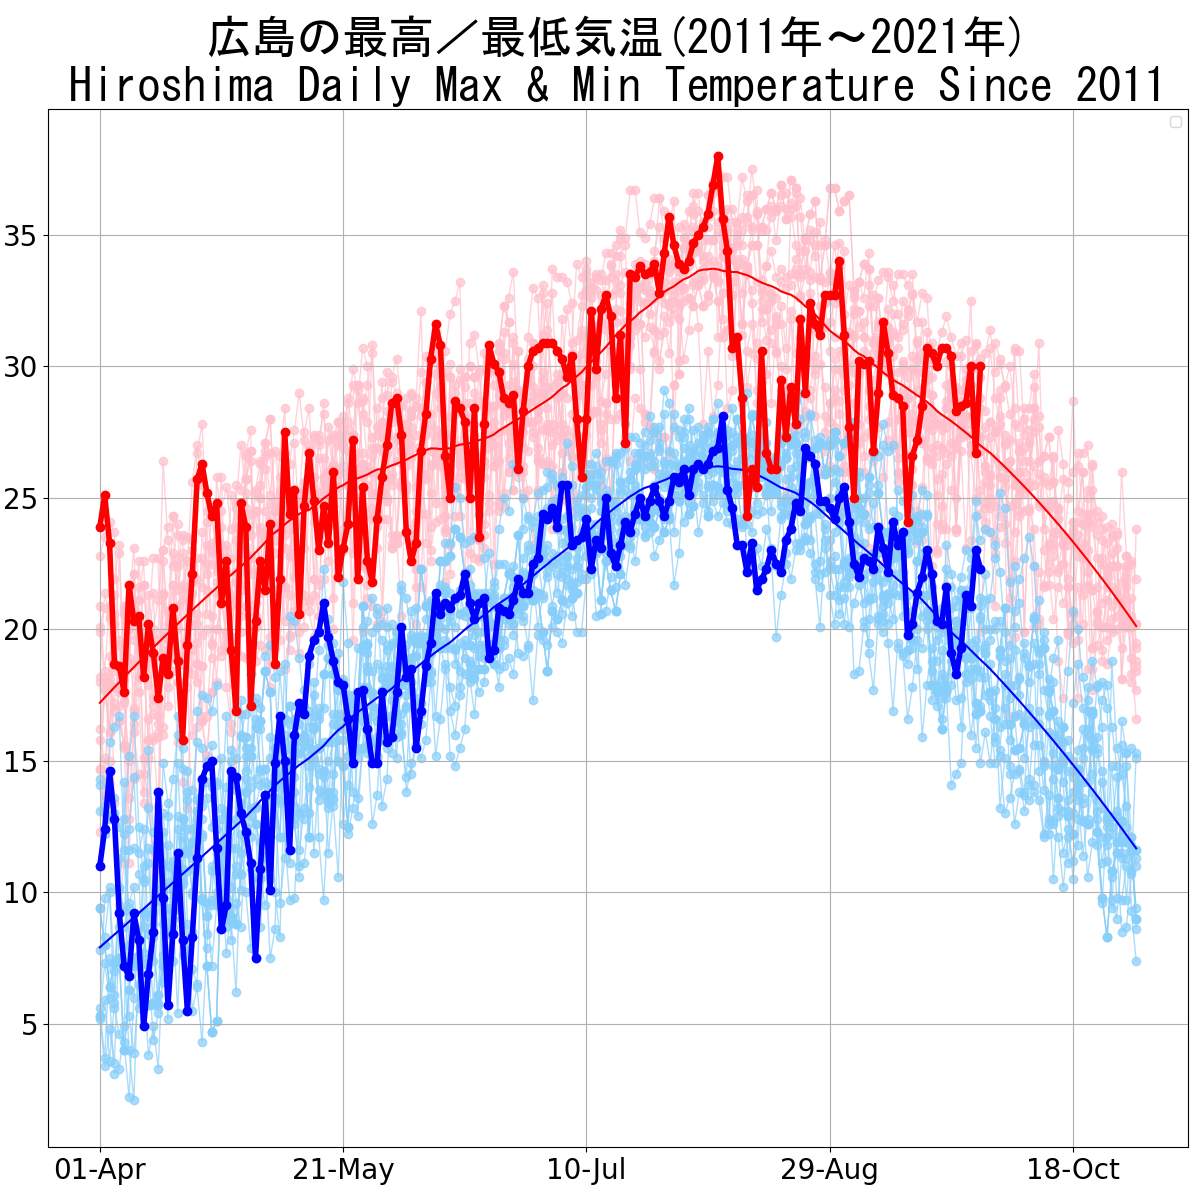 広島の最高／最低気温(2011年～2021年)
Hiroshima Daily Max & Min Temperature Since 2011
35
30
25
20
15
10
5
01-Apr 21-May 10-Jul 29-Aug 18-Oct